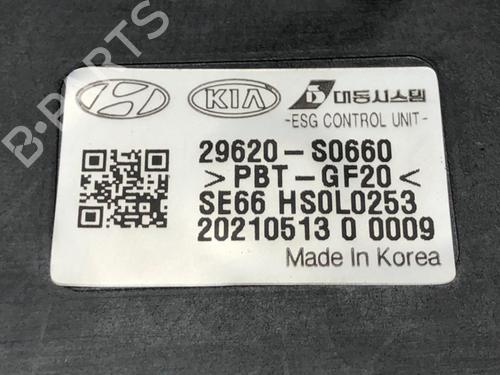 B-PARTS
KIA 대동시스템
-ESG CONTROL UNIT-
29620-S0660
>PBT-GF20<
SE66 HS0L0253
20210513 0 0009
Made In Korea